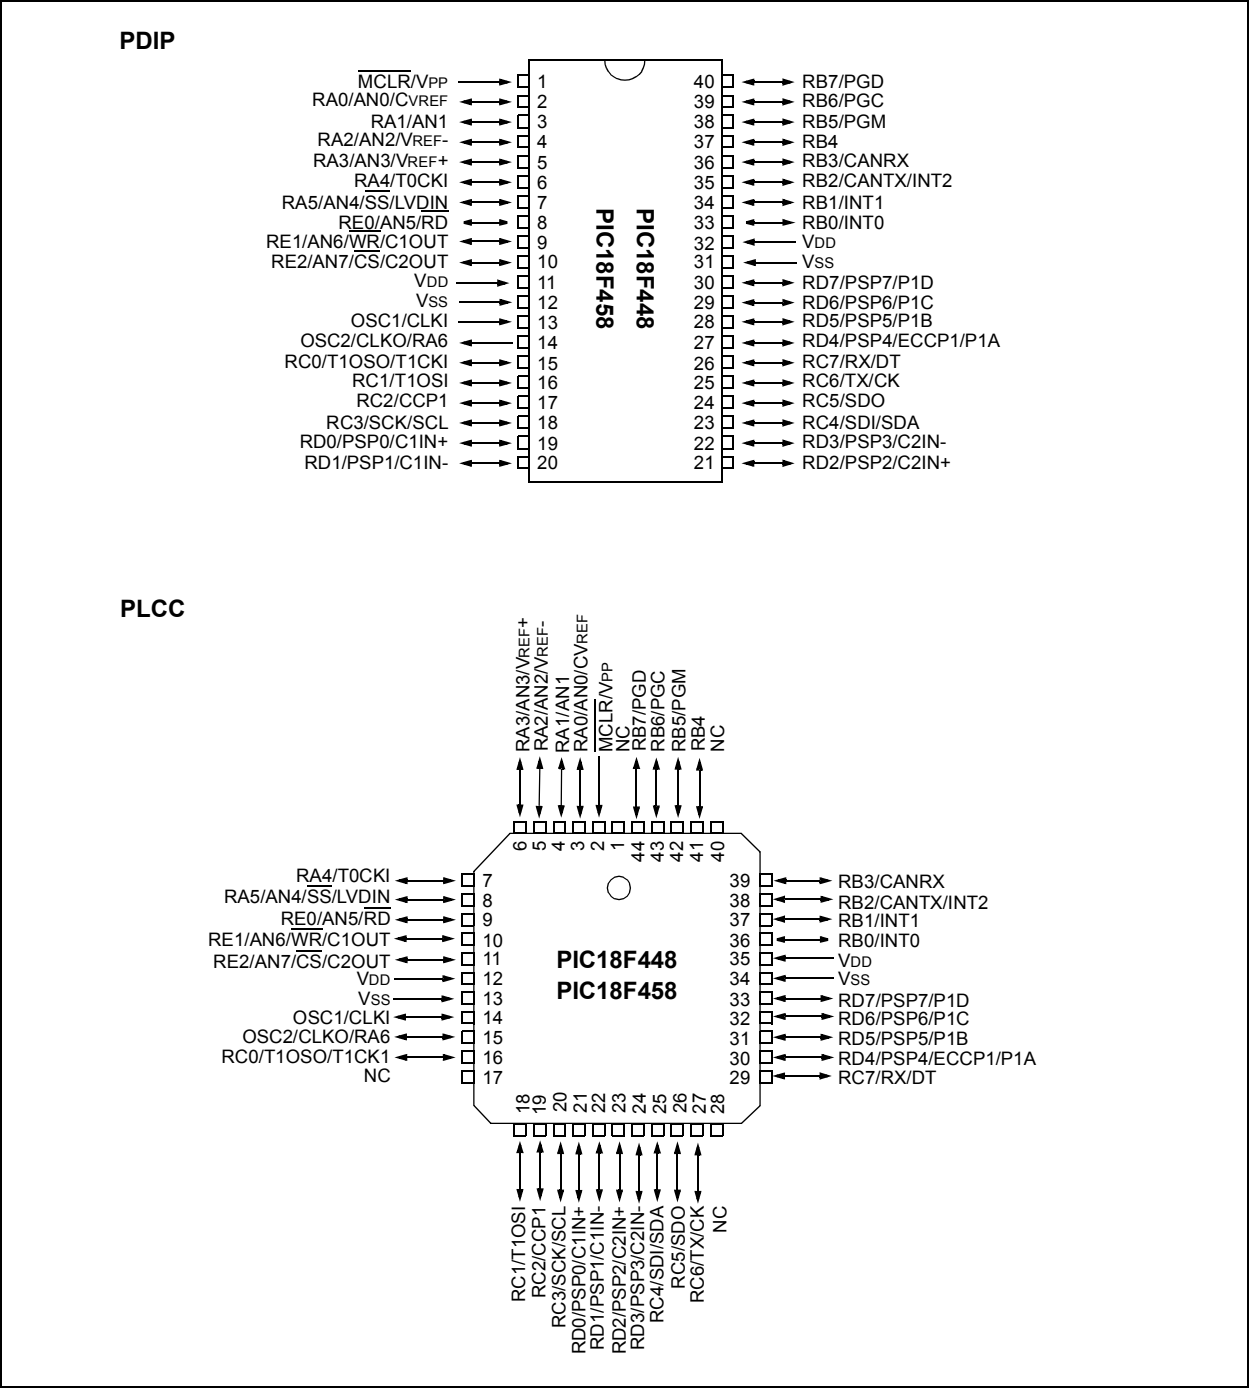 PDIP
MCLR/VPP 1 40 RB7/PGD
RA0/AN0/CVREF 2 39 RB6/PGC
RA1/AN1 3 38 RB5/PGM
RA2/AN2/VREF- 4 37 RB4
RA3/AN3/VREF+ 5 36 RB3/CANRX
RA4/T0CKI 6 35 RB2/CANTX/INT2
RA5/AN4/SS/LVDIN 7 34 RB1/INT1
RE0/AN5/RD 8 33 RB0/INT0
RE1/AN6/WR/C1OUT 9 32 VDD
RE2/AN7/CS/C2OUT 10 31 VSS
VDD 11 30 RD7/PSP7/P1D
VSS 12 29 RD6/PSP6/P1C
OSC1/CLKI 13 28 RD5/PSP5/P1B
OSC2/CLKO/RA6 14 27 RD4/PSP4/ECCP1/P1A
RC0/T1OSO/T1CKI 15 26 RC7/RX/DT
RC1/T1OSI 16 25 RC6/TX/CK
RC2/CCP1 17 24 RC5/SDO
RC3/SCK/SCL 18 23 RC4/SDI/SDA
RD0/PSP0/C1IN+ 19 22 RD3/PSP3/C2IN-
RD1/PSP1/C1IN- 20 21 RD2/PSP2/C2IN+
PIC18F448
PIC18F458
PLCC
RA3/AN3/VREF+
RA2/AN2/VREF-
RA1/AN1
RA0/AN0/CVREF
MCLR/VPP
NC
RB7/PGD
RB6/PGC
RB5/PGM
RB4
NC
6 5 4 3 2 1 44 43 42 41 40
RA4/T0CKI 7 39 RB3/CANRX
RA5/AN4/SS/LVDIN 8 38 RB2/CANTX/INT2
RE0/AN5/RD 9 37 RB1/INT1
RE1/AN6/WR/C1OUT 10 36 RB0/INT0
RE2/AN7/CS/C2OUT 11 35 VDD
VDD 12 34 VSS
VSS 13 33 RD7/PSP7/P1D
OSC1/CLKI 14 32 RD6/PSP6/P1C
OSC2/CLKO/RA6 15 31 RD5/PSP5/P1B
RC0/T1OSO/T1CK1 16 30 RD4/PSP4/ECCP1/P1A
NC 17 29 RC7/RX/DT
PIC18F448
PIC18F458
18 19 20 21 22 23 24 25 26 27 28
RC1/T1OSI
RC2/CCP1
RC3/SCK/SCL
RD0/PSP0/C1IN+
RD1/PSP1/C1IN-
RD2/PSP2/C2IN+
RD3/PSP3/C2IN-
RC4/SDI/SDA
RC5/SDO
RC6/TX/CK
NC